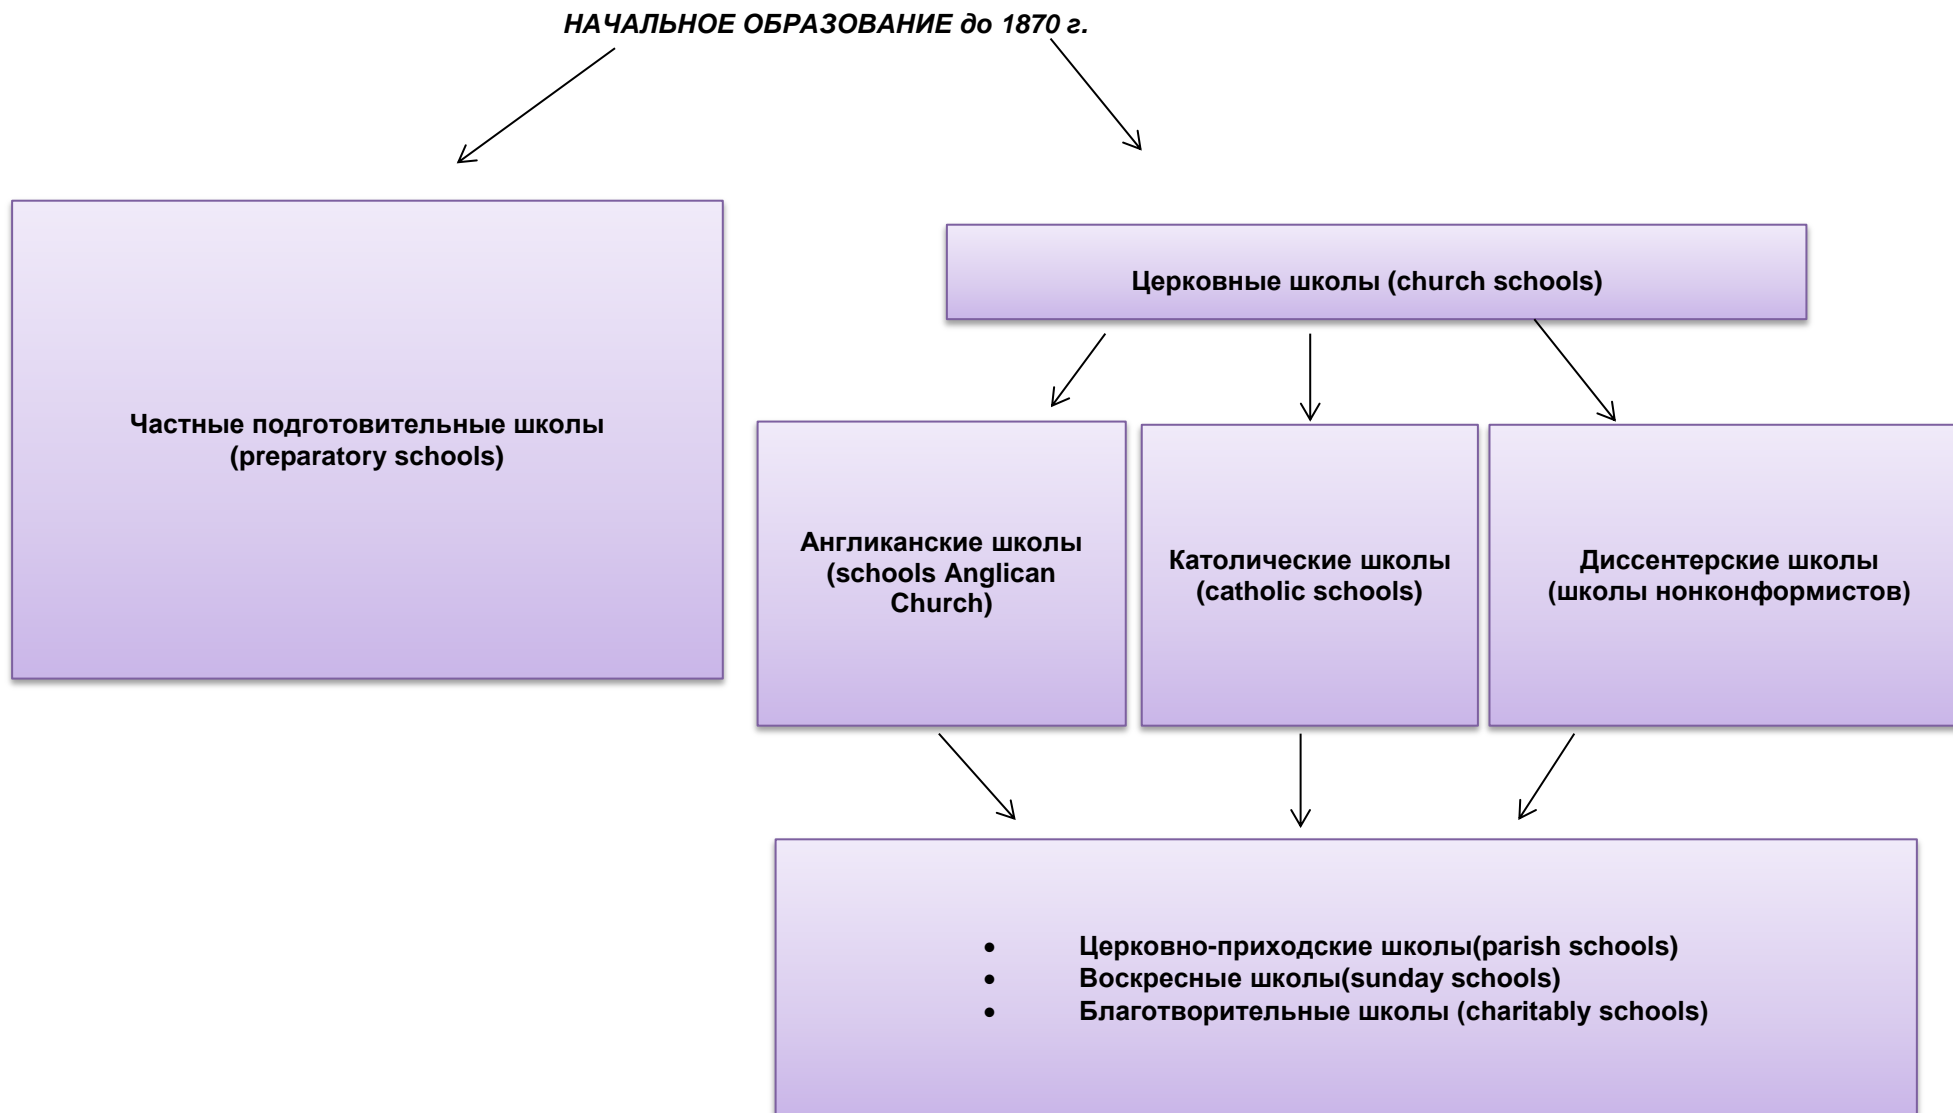 НАЧАЛЬНОЕ ОБРАЗОВАНИЕ до 1870 г.
Церковные школы (church schools)
Частные подготовительные школы
(preparatory schools)
Англиканские школы
(schools Anglican
Church)
Католические школы
(catholic schools)
Диссентерские школы
(школы нонконформистов)
• Церковно-приходские школы(parish schools)
• Воскресные школы(sunday schools)
• Благотворительные школы (charitably schools)